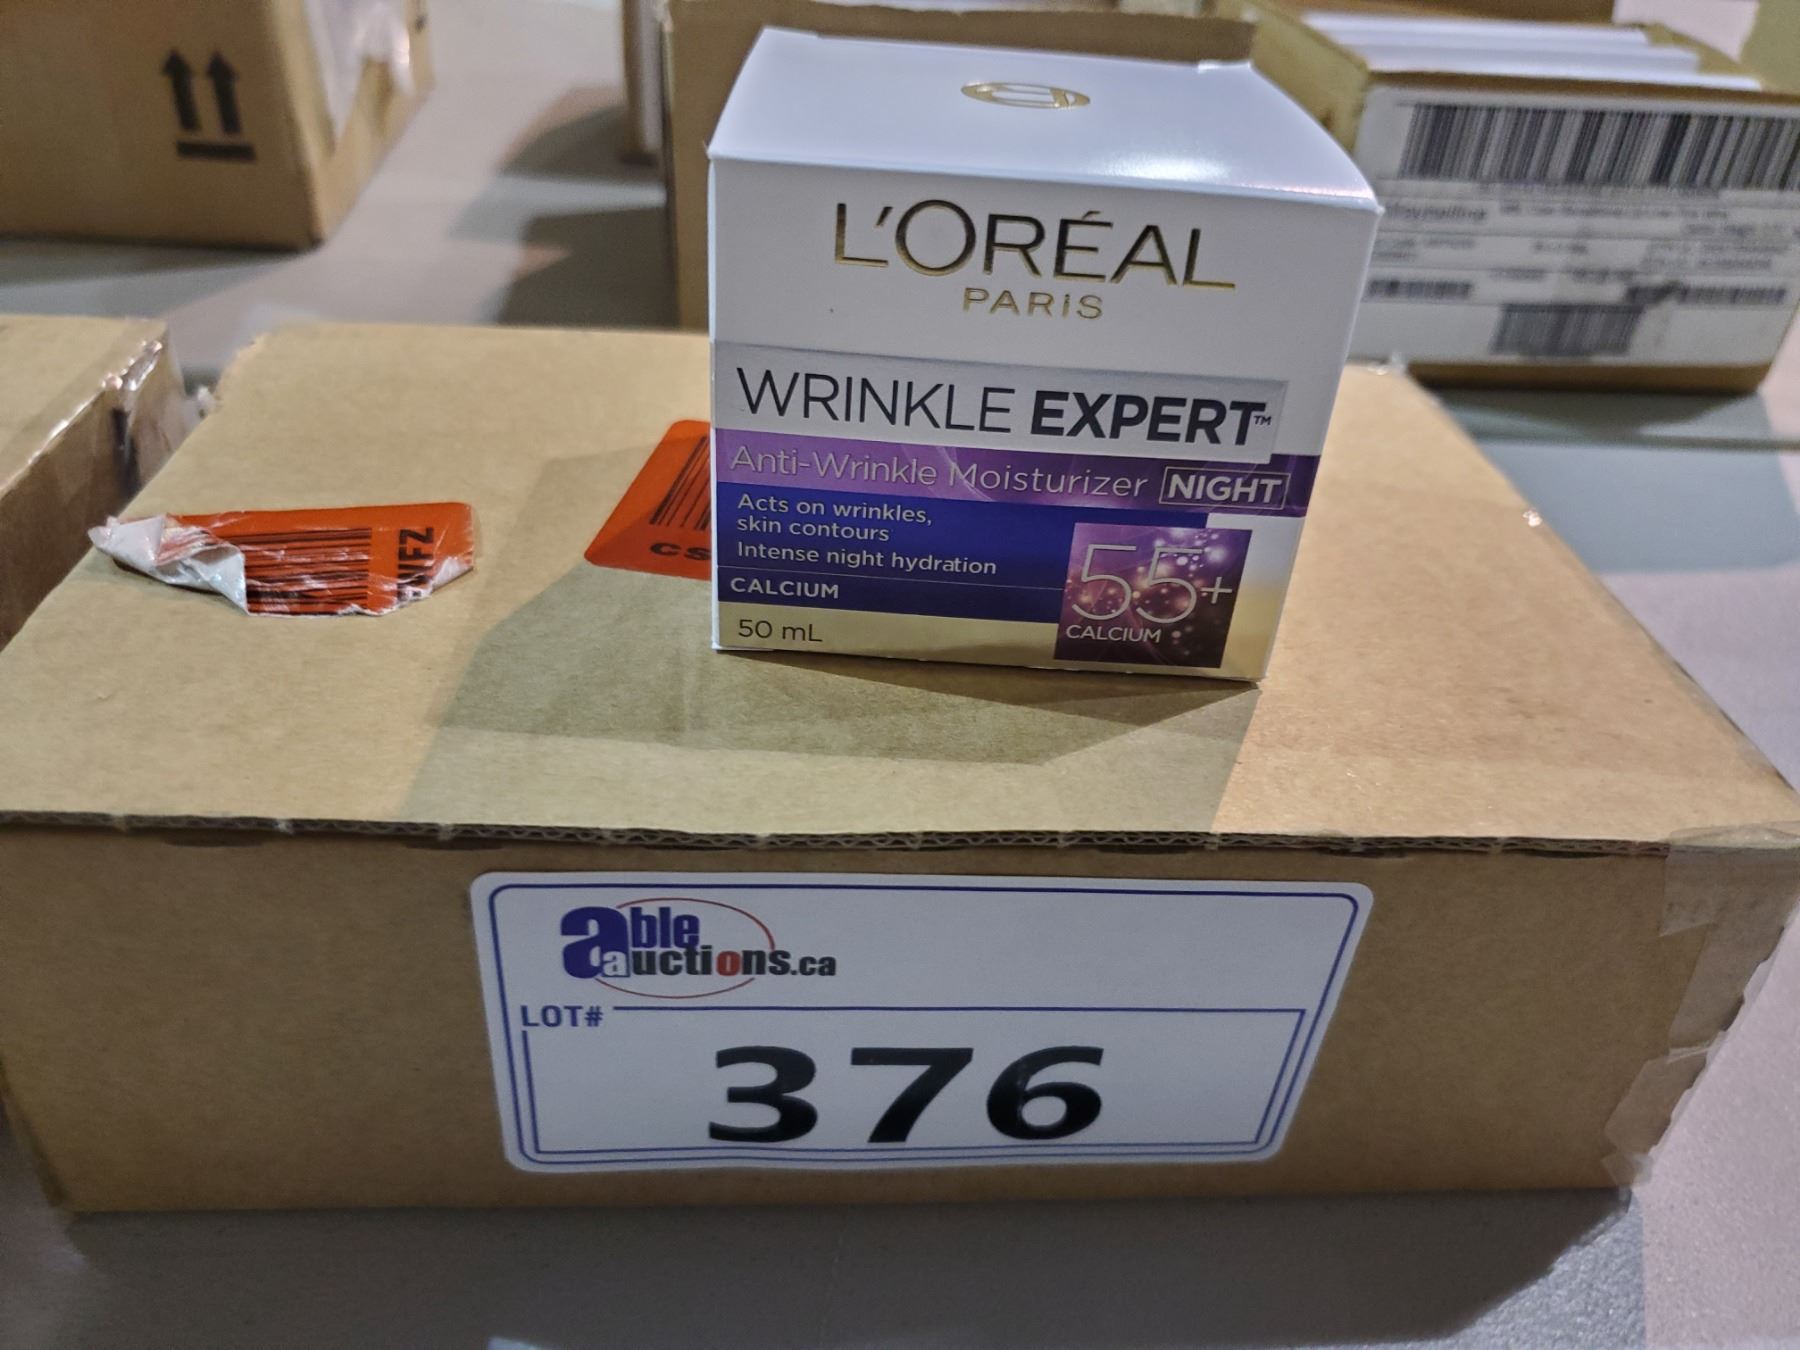 L'ORÉAL
PARIS
WRINKLE EXPERT™
Anti-Wrinkle Moisturizer NIGHT
Acts on wrinkles,
skin contours
Intense night hydration
CALCIUM
50 mL
55+
CALCIUM
able
auctions.ca
LOT#
376